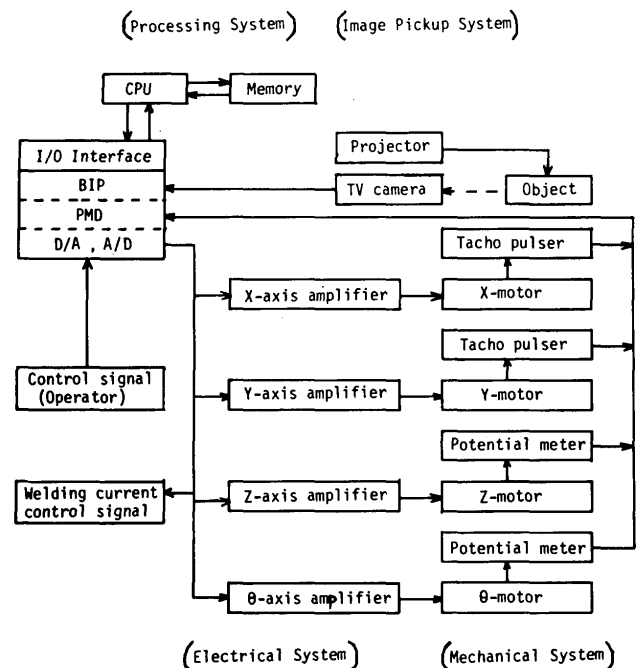 (Processing System) (Image Pickup System)
CPU
Memory
I/O Interface
BIP
PMD
D/A , A/D
Projector
TV camera
Object
Tacho pulser
X-axis amplifier
X-motor
Tacho pulser
Control signal
(Operator)
Y-axis amplifier
Y-motor
Potential meter
Welding current
control signal
Z-axis amplifier
Z-motor
Potential meter
θ-axis amplifier
θ-motor
(Electrical System) (Mechanical System)